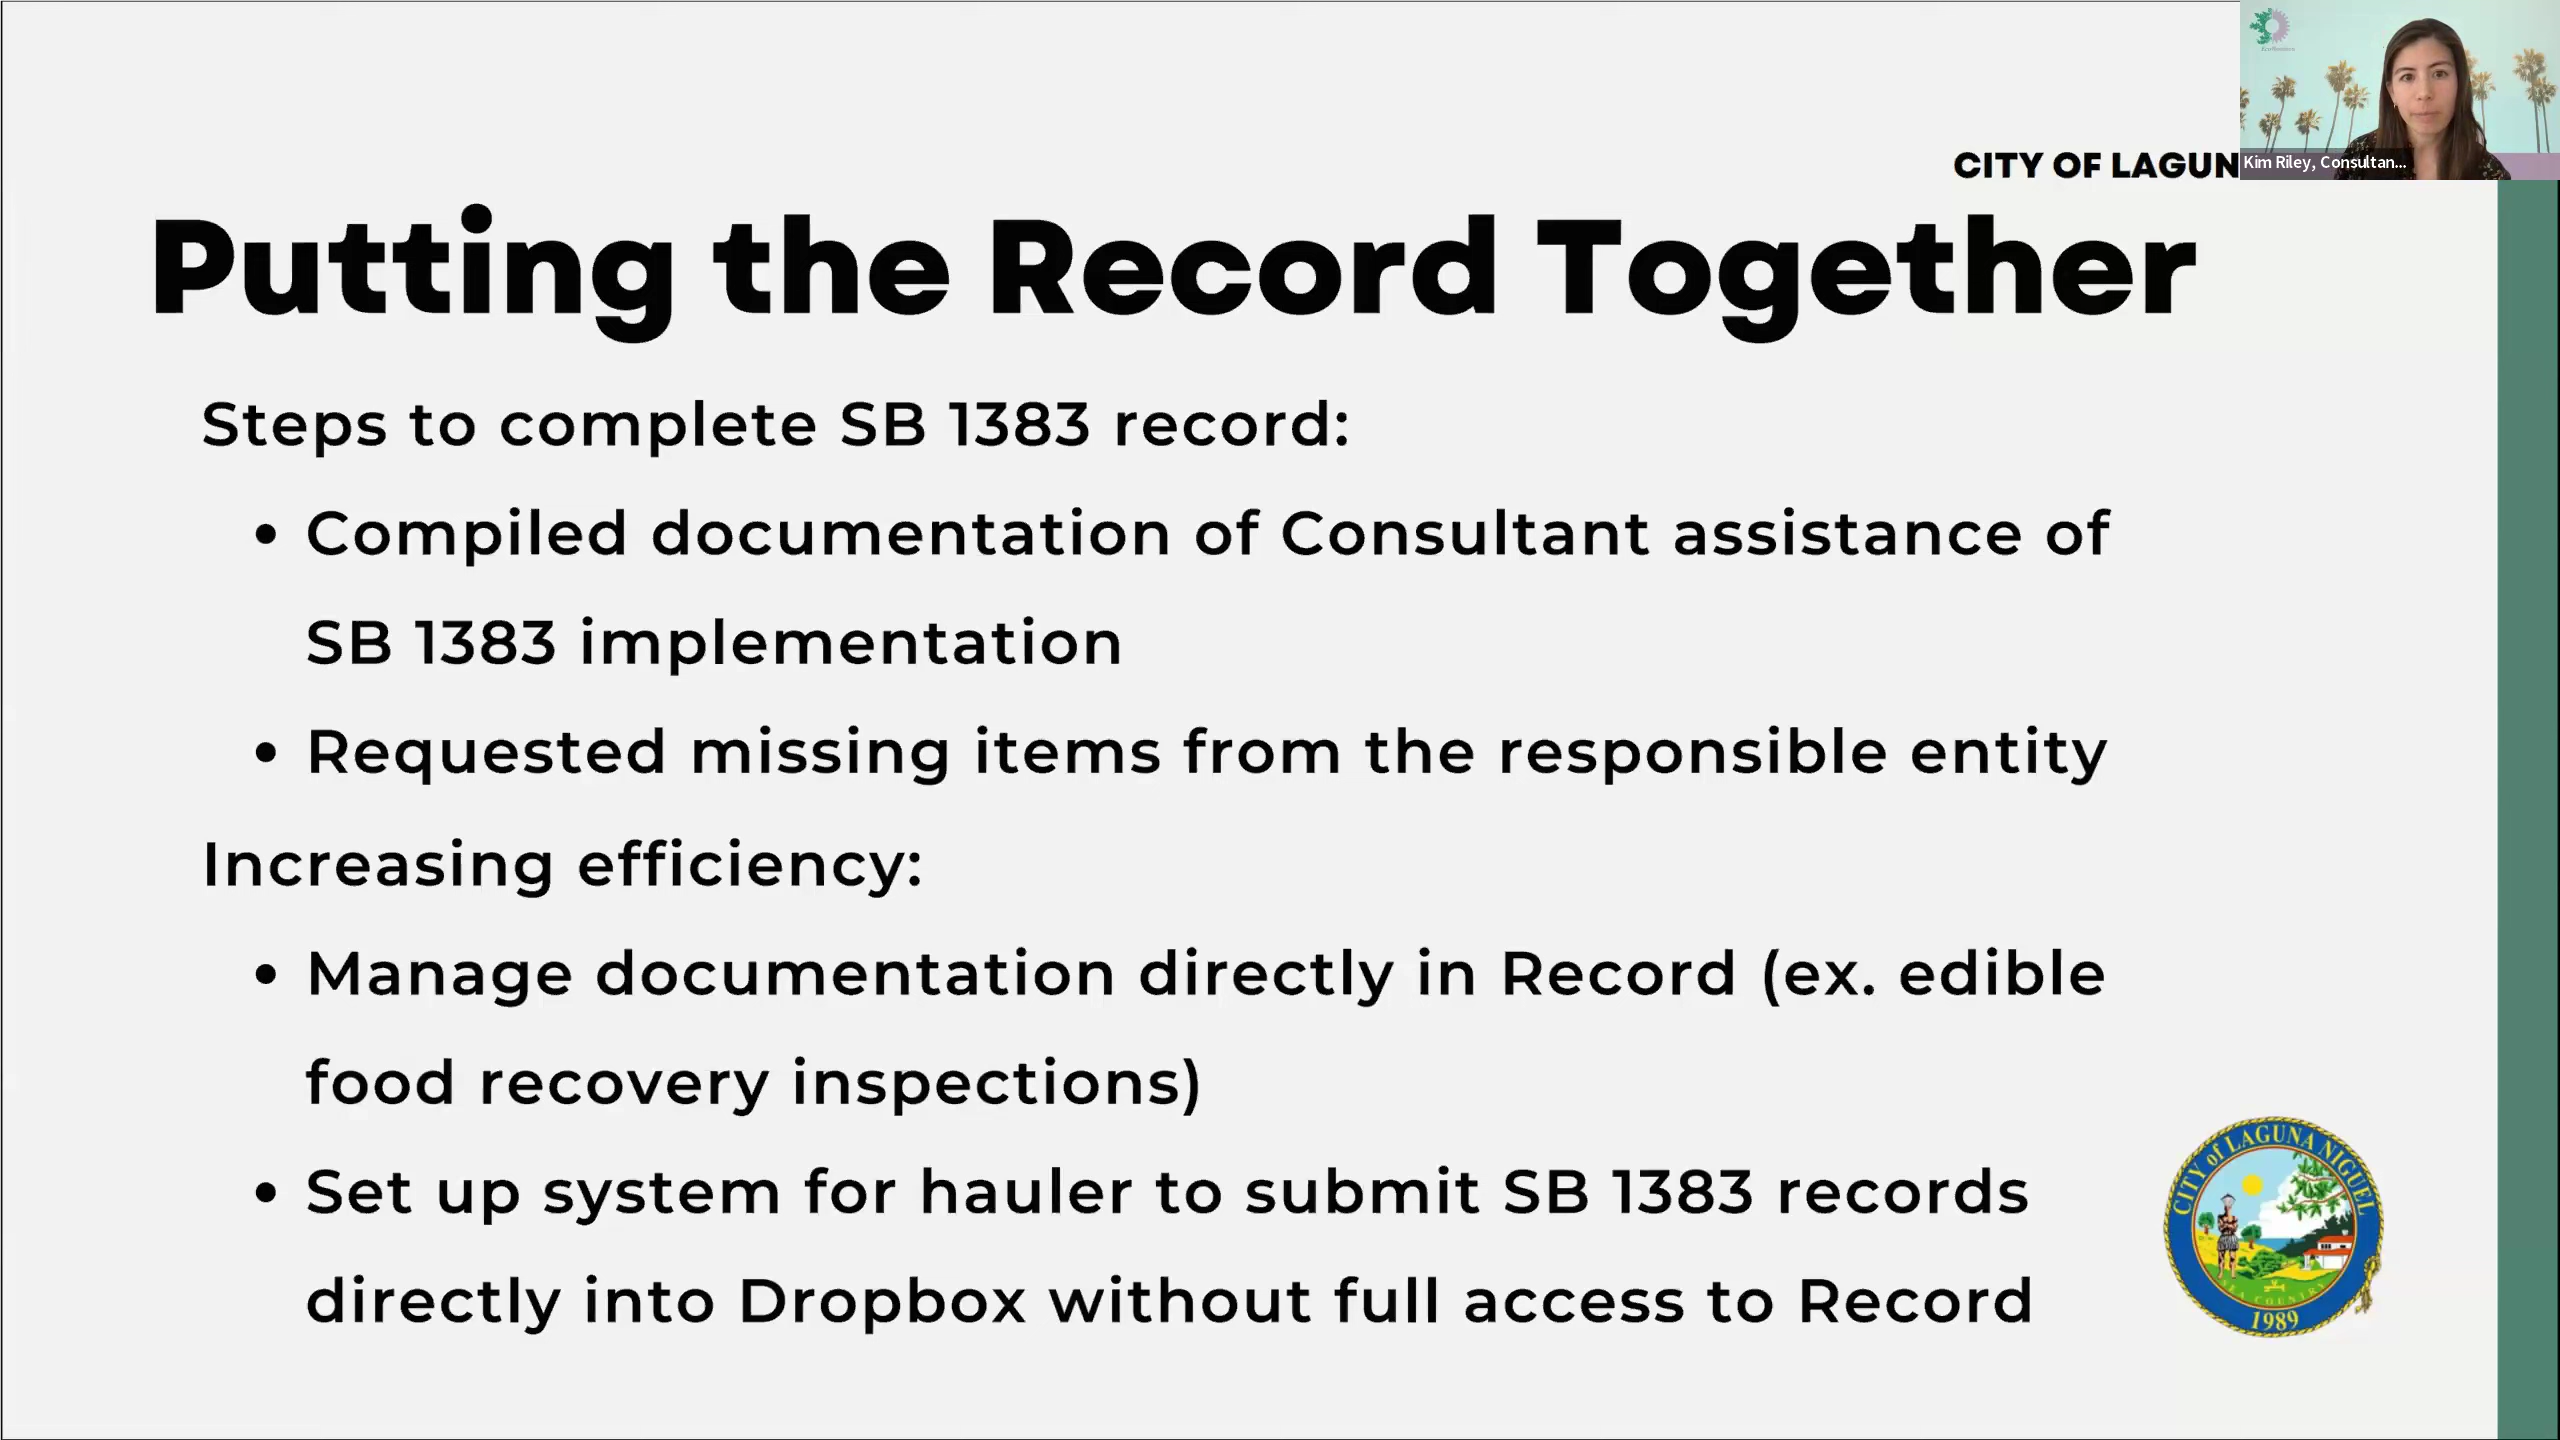 CITY OF LAGUN
Kim Riley, Consultan...
Putting the Record Together
Steps to complete SB 1383 record:
• Compiled documentation of Consultant assistance of
SB 1383 implementation
• Requested missing items from the responsible entity
Increasing efficiency:
• Manage documentation directly in Record (ex. edible
food recovery inspections)
• Set up system for hauler to submit SB 1383 records
directly into Dropbox without full access to Record
CITY of LAGUNA NIGUEL
1989